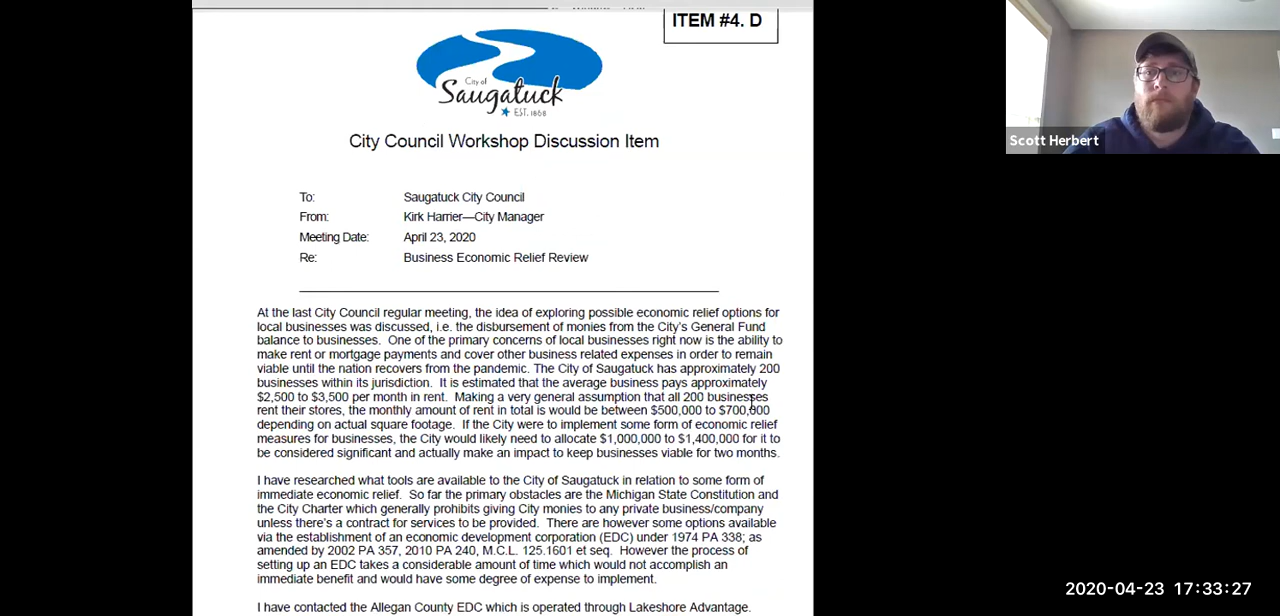 ITEM #4. D
City of
Saugatuck
EST. 1868
City Council Workshop Discussion Item
To: Saugatuck City Council
From: Kirk Harrier—City Manager
Meeting Date: April 23, 2020
Re: Business Economic Relief Review
At the last City Council regular meeting, the idea of exploring possible economic relief options for
local businesses was discussed, i.e. the disbursement of monies from the City's General Fund
balance to businesses. One of the primary concerns of local businesses right now is the ability to
make rent or mortgage payments and cover other business related expenses in order to remain
viable until the nation recovers from the pandemic. The City of Saugatuck has approximately 200
businesses within its jurisdiction. It is estimated that the average business pays approximately
$2,500 to $3,500 per month in rent. Making a very general assumption that all 200 businesses
rent their stores, the monthly amount of rent in total is would be between $500,000 to $700,000
depending on actual square footage. If the City were to implement some form of economic relief
measures for businesses, the City would likely need to allocate $1,000,000 to $1,400,000 for it to
be considered significant and actually make an impact to keep businesses viable for two months.
I have researched what tools are available to the City of Saugatuck in relation to some form of
immediate economic relief. So far the primary obstacles are the Michigan State Constitution and
the City Charter which generally prohibits giving City monies to any private business/company
unless there's a contract for services to be provided. There are however some options available
via the establishment of an economic development corporation (EDC) under 1974 PA 338; as
amended by 2002 PA 357, 2010 PA 240, M.C.L. 125.1601 et seq. However the process of
setting up an EDC takes a considerable amount of time which would not accomplish an
immediate benefit and would have some degree of expense to implement.
I have contacted the Allegan County EDC which is operated through Lakeshore Advantage.
Scott Herbert
2020-04-23 17:33:27